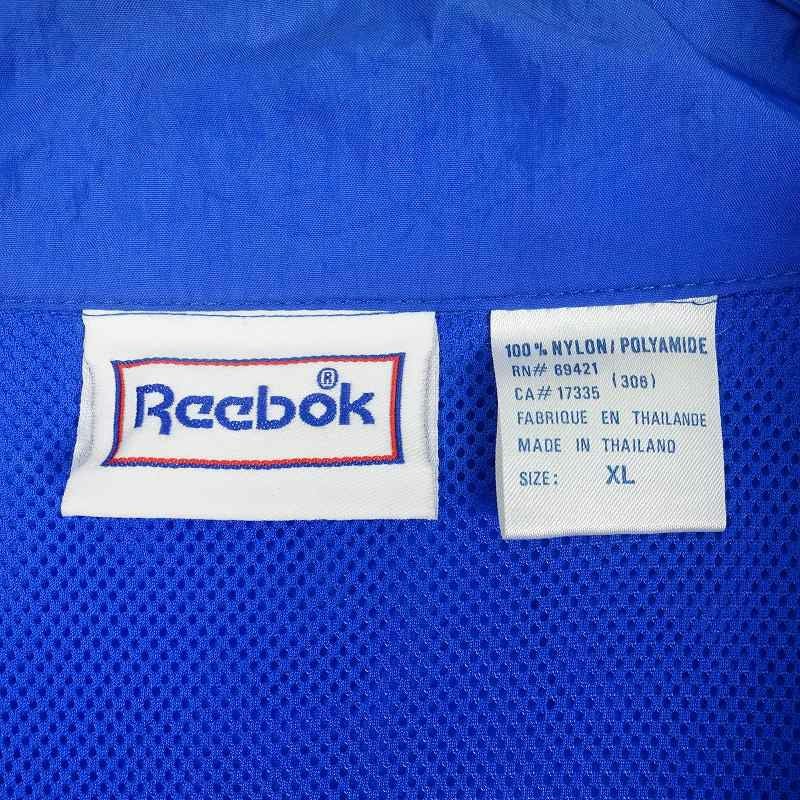 Reebok®
100% NYLON/POLYAMIDE
RN# 69421
CA# 17335 (306)
FABRIQUE EN THAILANDE
MADE IN THAILAND
SIZE: XL